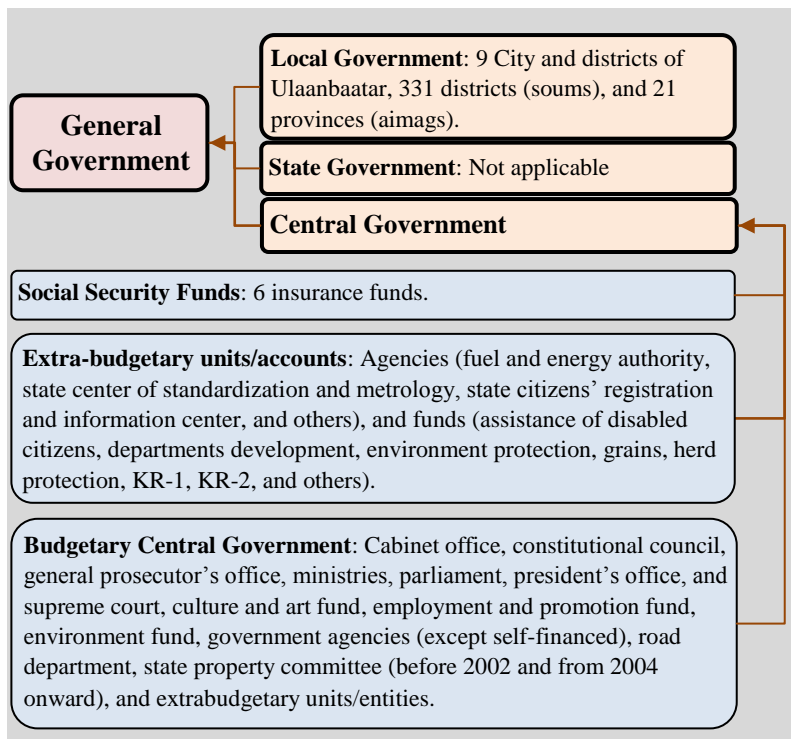 General
Government
Local Government: 9 City and districts of
Ulaanbaatar, 331 districts (soums), and 21
provinces (aimags).
State Government: Not applicable
Central Government
Social Security Funds: 6 insurance funds.
Extra-budgetary units/accounts: Agencies (fuel and energy authority,
state center of standardization and metrology, state citizens’ registration
and information center, and others), and funds (assistance of disabled
citizens, departments development, environment protection, grains, herd
protection, KR-1, KR-2, and others).
Budgetary Central Government: Cabinet office, constitutional council,
general prosecutor’s office, ministries, parliament, president’s office, and
supreme court, culture and art fund, employment and promotion fund,
environment fund, government agencies (except self-financed), road
department, state property committee (before 2002 and from 2004
onward), and extrabudgetary units/entities.